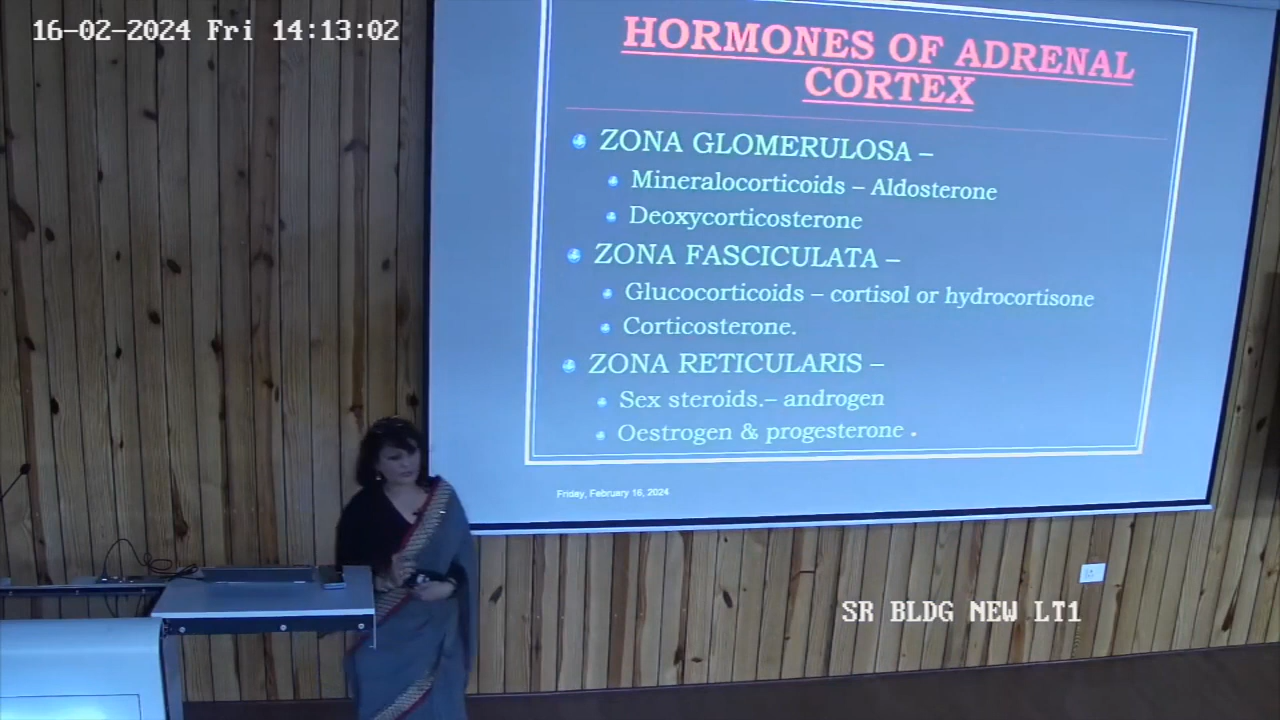 16-02-2024 Fri 14:13:02
HORMONES OF ADRENAL
CORTEX
ZONA GLOMERULOSA –
Mineralocorticoids – Aldosterone
Deoxycorticosterone
ZONA FASCICULATA –
Glucocorticoids – cortisol or hydrocortisone
Corticosterone.
ZONA RETICULARIS –
Sex steroids.– androgen
Oestrogen & progesterone .
Friday, February 16, 2024
SR BLDG NEW LT1